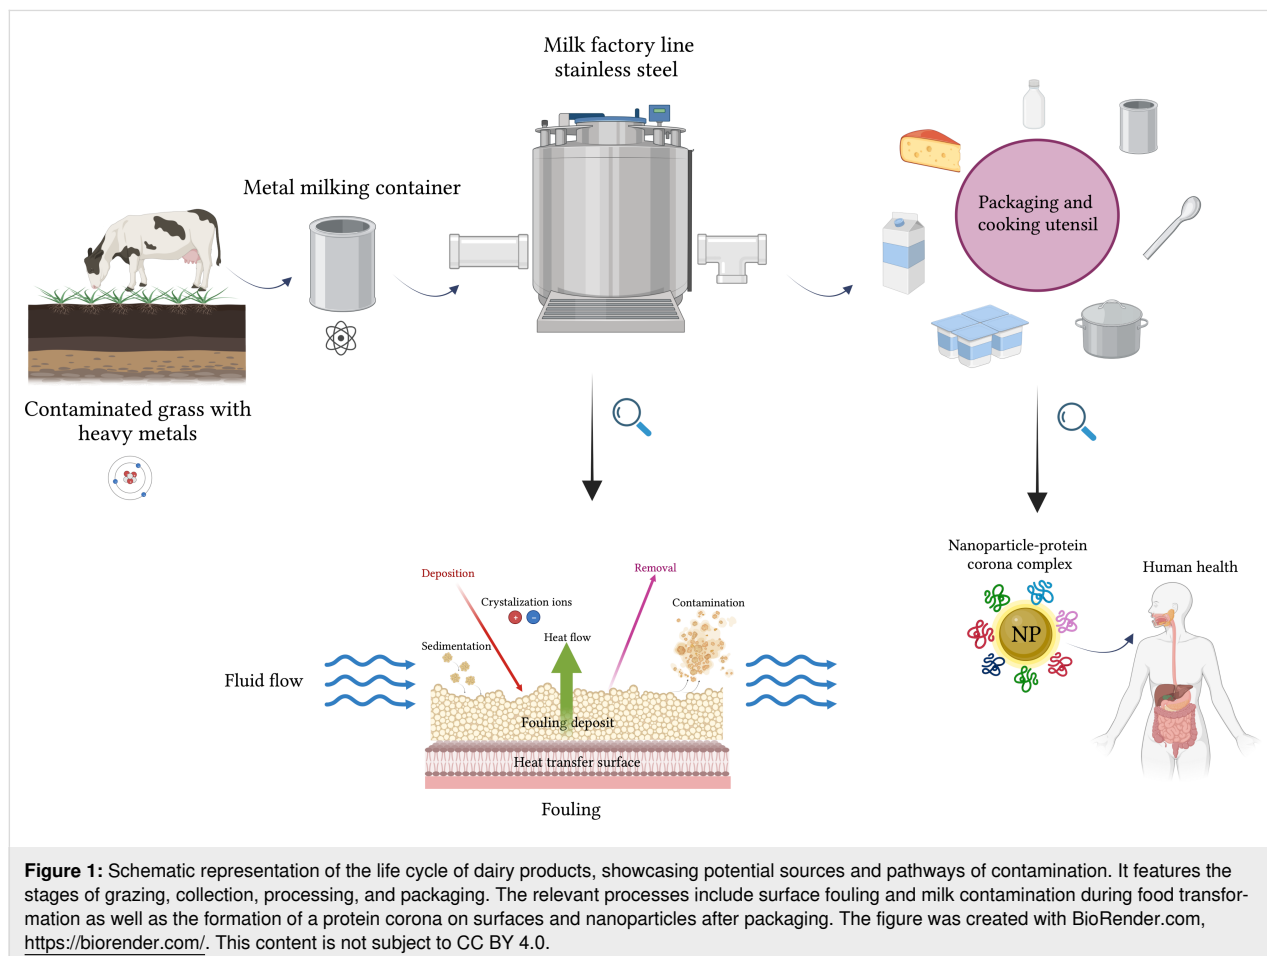 Milk factory line
stainless steel
Metal milking container
Packaging and
cooking utensil
Contaminated grass with
heavy metals
Nanoparticle-protein
corona complex
Human health
NP
Deposition
Removal
Crystalization ions
+ −
Contamination
Heat flow
Sedimentation
Fluid flow
Fouling deposit
Heat transfer surface
Fouling
Figure 1: Schematic representation of the life cycle of dairy products, showcasing potential sources and pathways of contamination. It features the
stages of grazing, collection, processing, and packaging. The relevant processes include surface fouling and milk contamination during food transfor-
mation as well as the formation of a protein corona on surfaces and nanoparticles after packaging. The figure was created with BioRender.com,
https://biorender.com/. This content is not subject to CC BY 4.0.